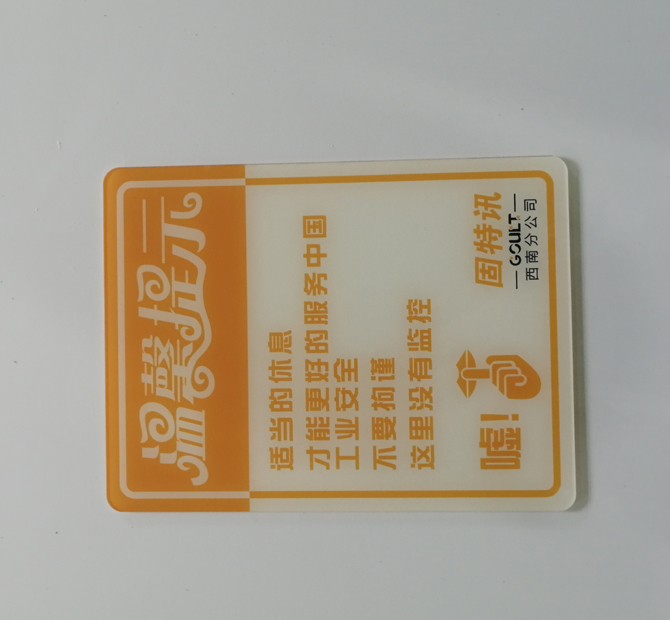 温馨提示
适当的休息
才能更好的服务中国
工业安全
不要拘谨
这里没有监控
嘘!
固特讯
GSULT
西南分公司